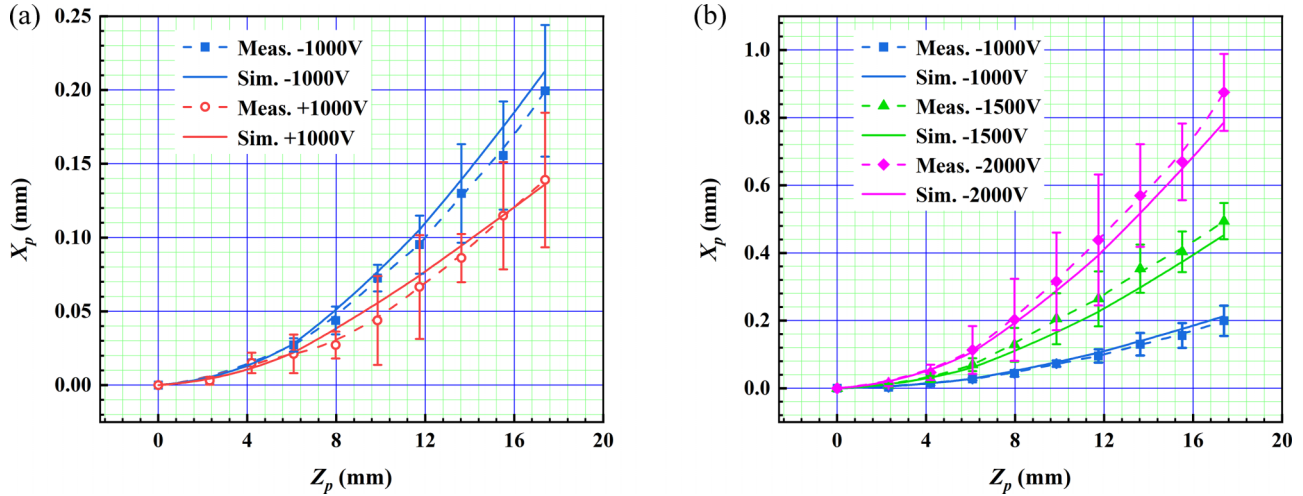 (a)
0.25
0.20
0.15
0.10
0.05
0.00
X_p (mm)
Meas. -1000V
Sim. -1000V
Meas. +1000V
Sim. +1000V
0 4 8 12 16 20
Z_p (mm)
(b)
1.0
0.8
0.6
0.4
0.2
0.0
X_p (mm)
Meas. -1000V
Sim. -1000V
Meas. -1500V
Sim. -1500V
Meas. -2000V
Sim. -2000V
0 4 8 12 16 20
Z_p (mm)